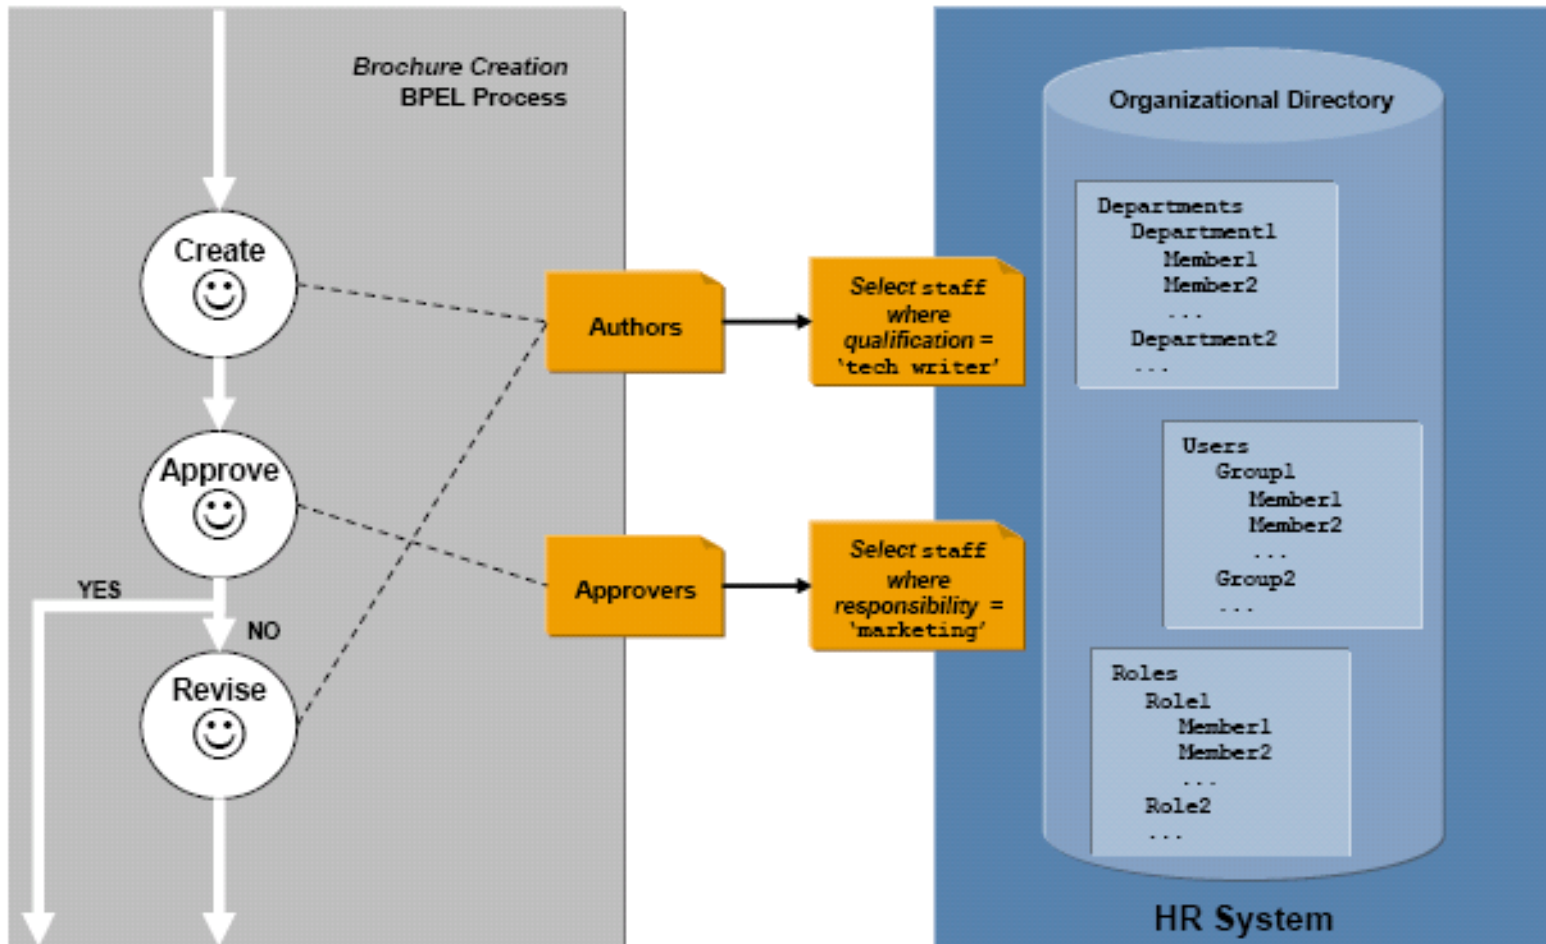 Brochure Creation
BPEL Process
Create
Approve
YES
NO
Revise
Authors
Approvers
Select staff
where
qualification =
‘tech writer’
Select staff
where
responsibility =
‘marketing’
Organizational Directory
Departments
Department1
Member1
Member2
...
Department2
...
Users
Group1
Member1
Member2
...
Group2
...
Roles
Role1
Member1
Member2
...
Role2
...
HR System